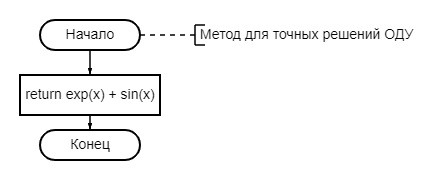 Начало
Метод для точных решений ОДУ
return exp(x) + sin(x)
Конец